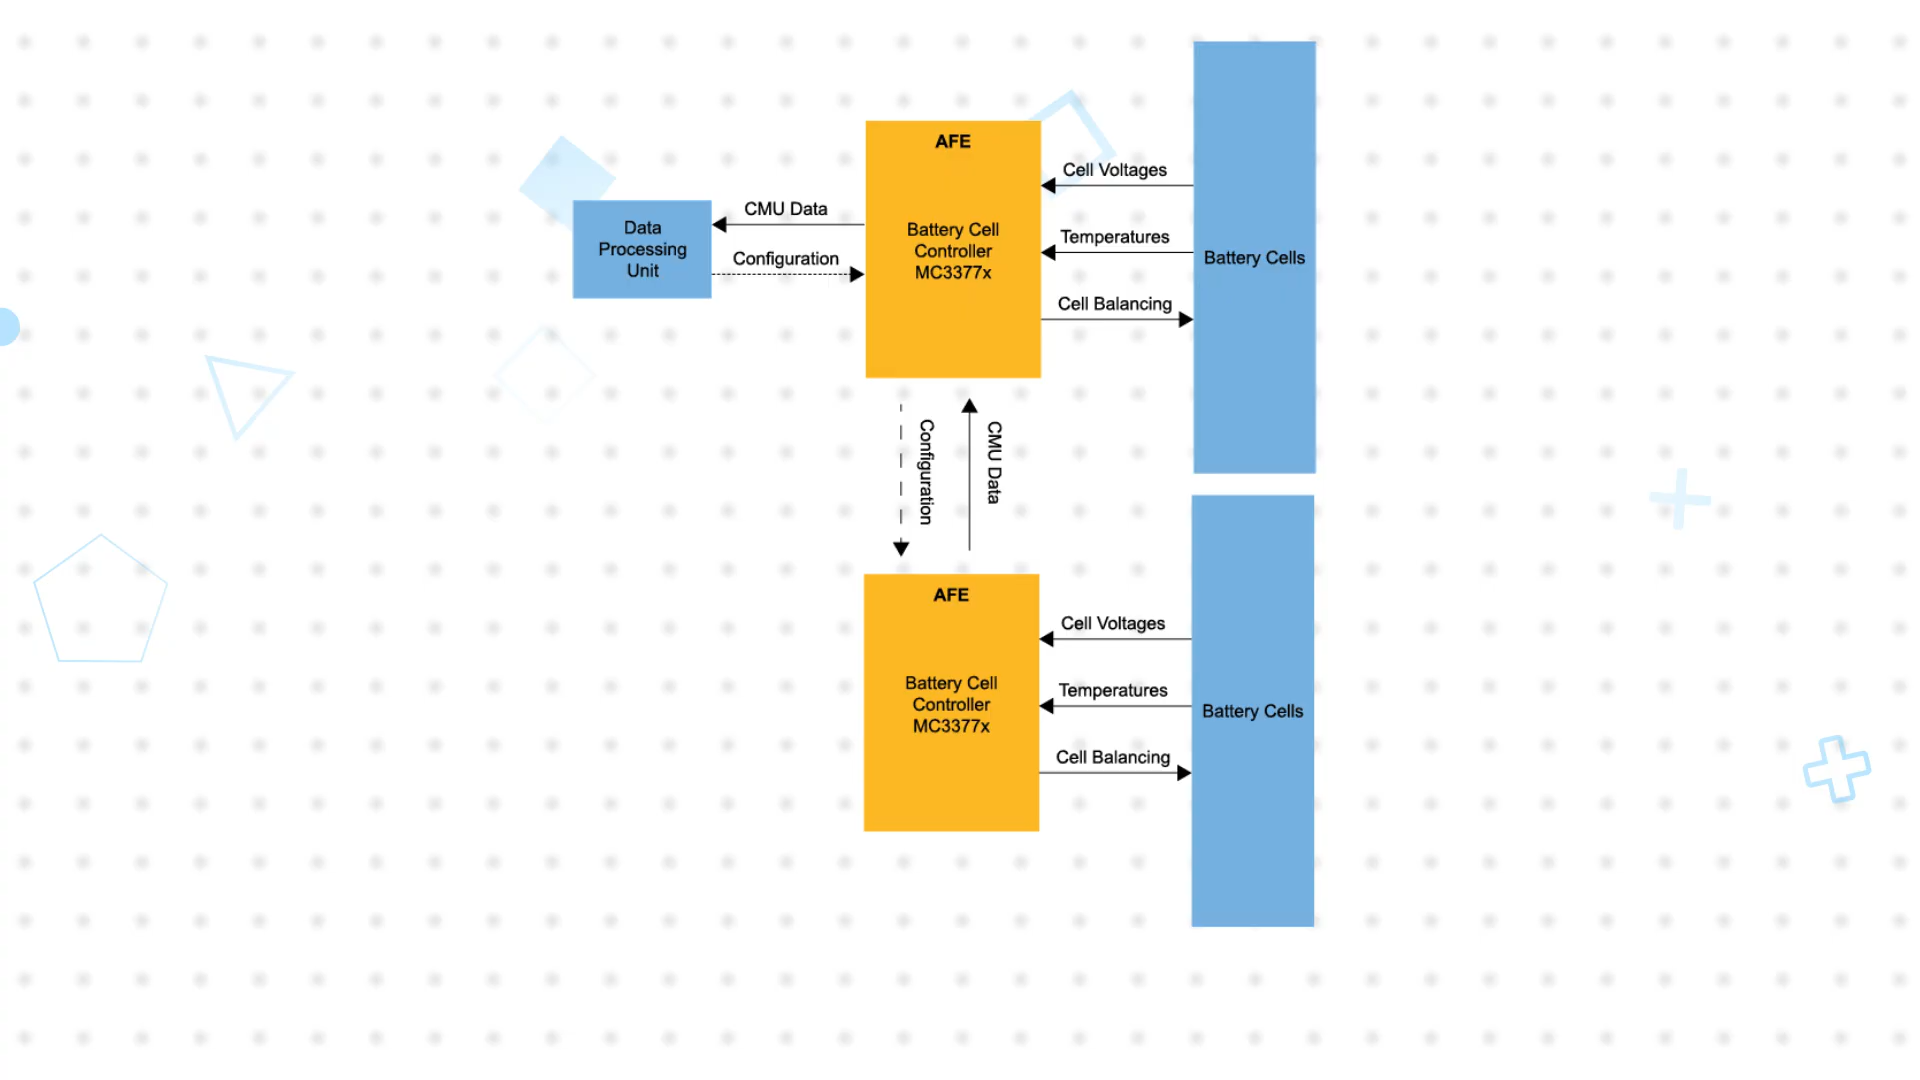 AFE
Cell Voltages
CMU Data
Data
Processing
Unit
Battery Cell
Controller
MC3377x
Temperatures
Battery Cells
Configuration
Cell Balancing
Configuration
CMU Data
AFE
Cell Voltages
Battery Cell
Controller
MC3377x
Temperatures
Battery Cells
Cell Balancing